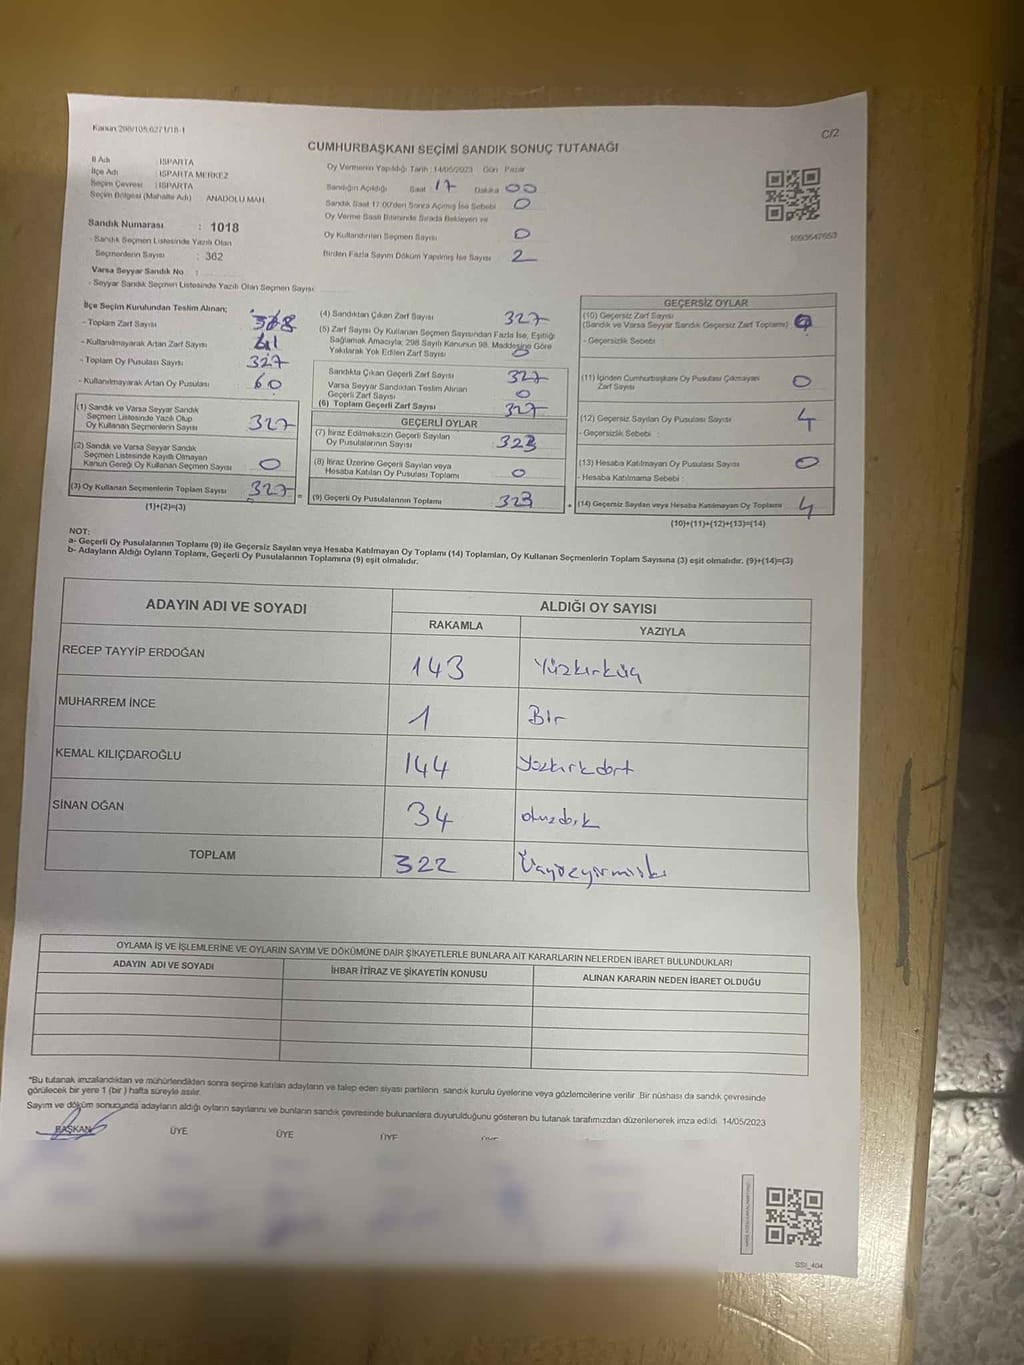 Kanun 298/105,6271/18-1
C/2
CUMHURBAŞKANI SEÇİMİ SANDIK SONUÇ TUTANAĞI
İl Adı : ISPARTA
İlçe Adı : ISPARTA MERKEZ
Seçim Çevresi : ISPARTA
Seçim Bölgesi (Mahalle Adı) ANADOLU MAH.
Sandık Numarası : 1018
- Sandık Seçmen Listesinde Yazılı Olan
Seçmenlerin Sayısı : 362
Varsa Seyyar Sandık No :
- Seyyar Sandık Seçmen Listesinde Yazılı Olan Seçmen Sayısı:
Oy Vermenin Yapıldığı Tarih : 14/05/2023 Gün : Pazar
Sandığın Açıldığı Saat : 17 Dakika 00
Sandık Saat 17:00'den Sonra Açılmış İse Sebebi 0
Oy Verme Saati Bitiminde Sırada Bekleyen ve
Oy Kullandırılan Seçmen Sayısı 0
Birden Fazla Sayım Döküm Yapılmış İse Sayısı 2
1093647653
İlçe Seçim Kurulundan Teslim Alınan;
- Toplam Zarf Sayısı
- Kullanılmayarak Artan Zarf Sayısı 41
- Toplam Oy Pusulası Sayısı 327
- Kullanılmayarak Artan Oy Pusulası 60
(1) Sandık ve Varsa Seyyar Sandık
Seçmen Listesinde Yazılı Olup
Oy Kullanan Seçmenlerin Sayısı 327
(2) Sandık ve Varsa Seyyar Sandık
Seçmen Listesinde Kayıtlı Olmayan
Kanun Gereği Oy Kullanan Seçmen Sayısı 0
(3) Oy Kullanan Seçmenlerin Toplam Sayısı 327
(1)+(2)=(3)
(4) Sandıktan Çıkan Zarf Sayısı 327
(5) Zarf Sayısı Oy Kullanan Seçmen Sayısından Fazla İse, Eşitliği
Sağlamak Amacıyla; 298 Sayılı Kanunun 98. Maddesine Göre
Yakılarak Yok Edilen Zarf Sayısı 0
Sandıkta Çıkan Geçerli Zarf Sayısı 327
Varsa Seyyar Sandıktan Teslim Alınan
Geçerli Zarf Sayısı 0
(6) Toplam Geçerli Zarf Sayısı 327
GEÇERLİ OYLAR
(7) İtiraz Edilmeksizin Geçerli Sayılan
Oy Pusulalarının Sayısı 323
(8) İtiraz Üzerine Geçerli Sayılan veya
Hesaba Katılan Oy Pusulası Toplamı 0
(9) Geçerli Oy Pusulalarının Toplamı 323
GEÇERSİZ OYLAR
(10) Geçersiz Zarf Sayısı
(Sandık ve Varsa Seyyar Sandık Geçersiz Zarf Toplamı)
- Geçersizlik Sebebi :
(11) İçinden Cumhurbaşkanı Oy Pusulası Çıkmayan
Zarf Sayısı 0
(12) Geçersiz Sayılan Oy Pusulası Sayısı 4
- Geçersizlik Sebebi :
(13) Hesaba Katılmayan Oy Pusulası Sayısı 0
- Hesaba Katılmama Sebebi :
(14) Geçersiz Sayılan veya Hesaba Katılmayan Oy Toplamı 4
(10)+(11)+(12)+(13)=(14)
NOT:
a- Geçerli Oy Pusulalarının Toplamı (9) ile Geçersiz Sayılan veya Hesaba Katılmayan Oy Toplamı (14) Toplamları, Oy Kullanan Seçmenlerin Toplam Sayısına (3) eşit olmalıdır. (9)+(14)=(3)
b- Adayların Aldığı Oyların Toplamı, Geçerli Oy Pusulalarının Toplamına (9) eşit olmalıdır.
ADAYIN ADI VE SOYADI ALDIĞI OY SAYISI
RAKAMLA YAZIYLA
RECEP TAYYİP ERDOĞAN 143 Yüzkırküç
MUHARREM İNCE 1 Bir
KEMAL KILIÇDAROĞLU 144 Yüzkırkdört
SİNAN OĞAN 34 otuzdört
TOPLAM 322 Üçyüzyirmiiki
OYLAMA İŞ VE İŞLEMLERİNE VE OYLARIN SAYIM VE DÖKÜMÜNE DAİR ŞİKAYETLERLE BUNLARA AİT KARARLARIN NELERDEN İBARET BULUNDUKLARI
ADAYIN ADI VE SOYADI İHBAR İTİRAZ VE ŞİKAYETİN KONUSU ALINAN KARARIN NEDEN İBARET OLDUĞU
*Bu tutanak imzalandıktan ve mühürlendikten sonra seçime katılan adayların ve talep eden siyasi partilerin sandık kurulu üyelerine veya gözlemcilerine verilir. Bir nüshası da sandık çevresinde
görülecek bir yere 1 (bir) hafta süreyle asılır.
Sayım ve döküm sonucunda adayların aldığı oyların sayılarını ve bunların sandık çevresinde bulunanlara duyurulduğunu gösteren bu tutanak tarafımızdan düzenlenerek imza edildi. 14/05/2023
BAŞKAN ÜYE ÜYE ÜYE ÜYE
SSI_404